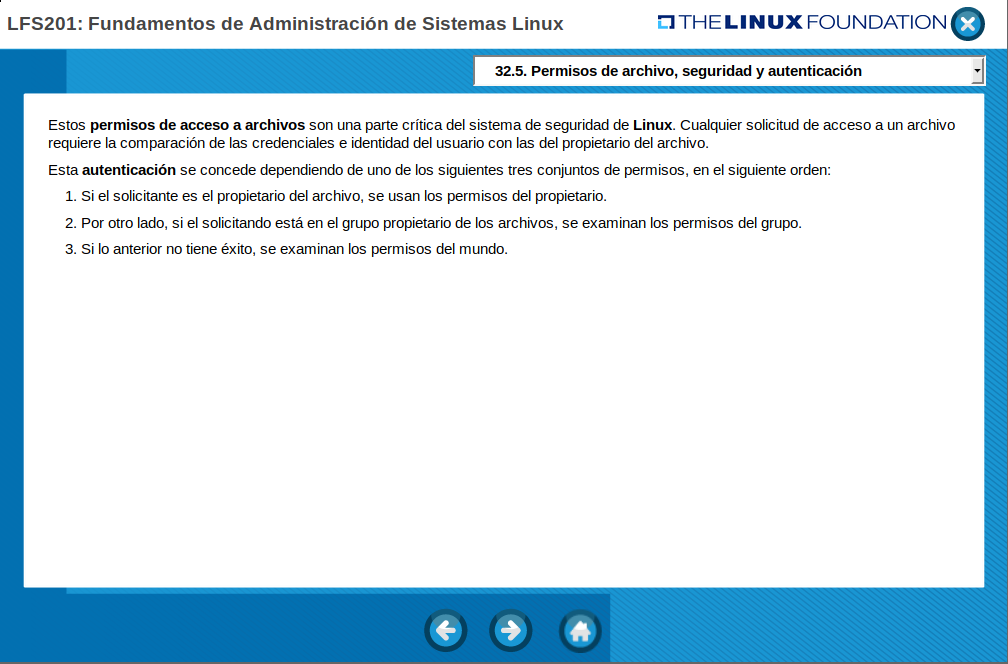 LFS201: Fundamentos de Administración de Sistemas Linux
THE LINUX FOUNDATION
32.5. Permisos de archivo, seguridad y autenticación
Estos permisos de acceso a archivos son una parte crítica del sistema de seguridad de Linux. Cualquier solicitud de acceso a un archivo
requiere la comparación de las credenciales e identidad del usuario con las del propietario del archivo.
Esta autenticación se concede dependiendo de uno de los siguientes tres conjuntos de permisos, en el siguiente orden:
1. Si el solicitante es el propietario del archivo, se usan los permisos del propietario.
2. Por otro lado, si el solicitando está en el grupo propietario de los archivos, se examinan los permisos del grupo.
3. Si lo anterior no tiene éxito, se examinan los permisos del mundo.